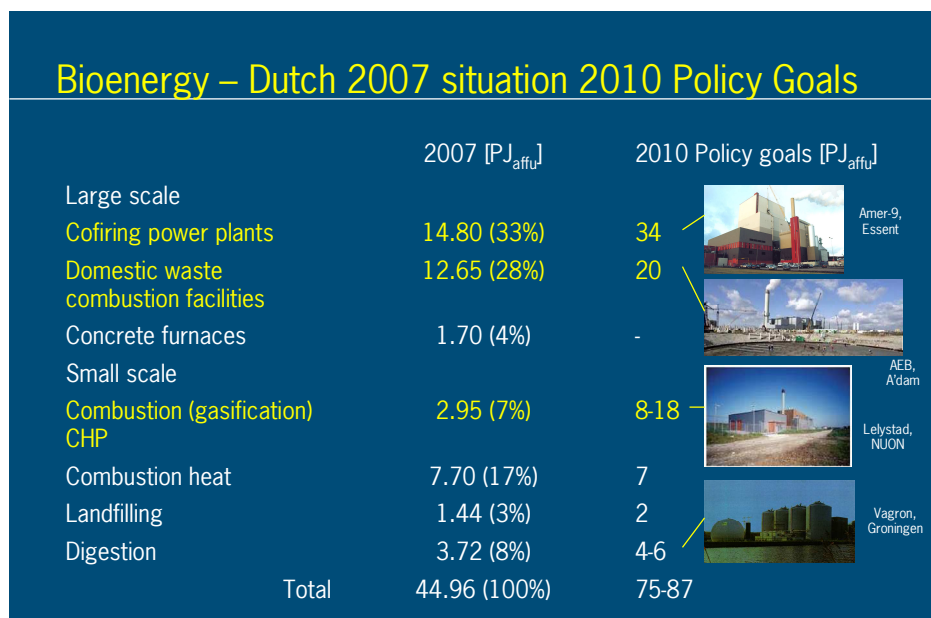 Bioenergy – Dutch 2007 situation 2010 Policy Goals
2007 [PJaffu] 2010 Policy goals [PJaffu]
Large scale
Cofiring power plants 14.80 (33%) 34
Amer-9,
Essent
Domestic waste 12.65 (28%) 20
combustion facilities
Concrete furnaces 1.70 (4%) -
AEB,
A'dam
Small scale
Combustion (gasification) 2.95 (7%) 8-18
CHP
Lelystad,
NUON
Combustion heat 7.70 (17%) 7
Landfilling 1.44 (3%) 2
Vagron,
Groningen
Digestion 3.72 (8%) 4-6
Total 44.96 (100%) 75-87